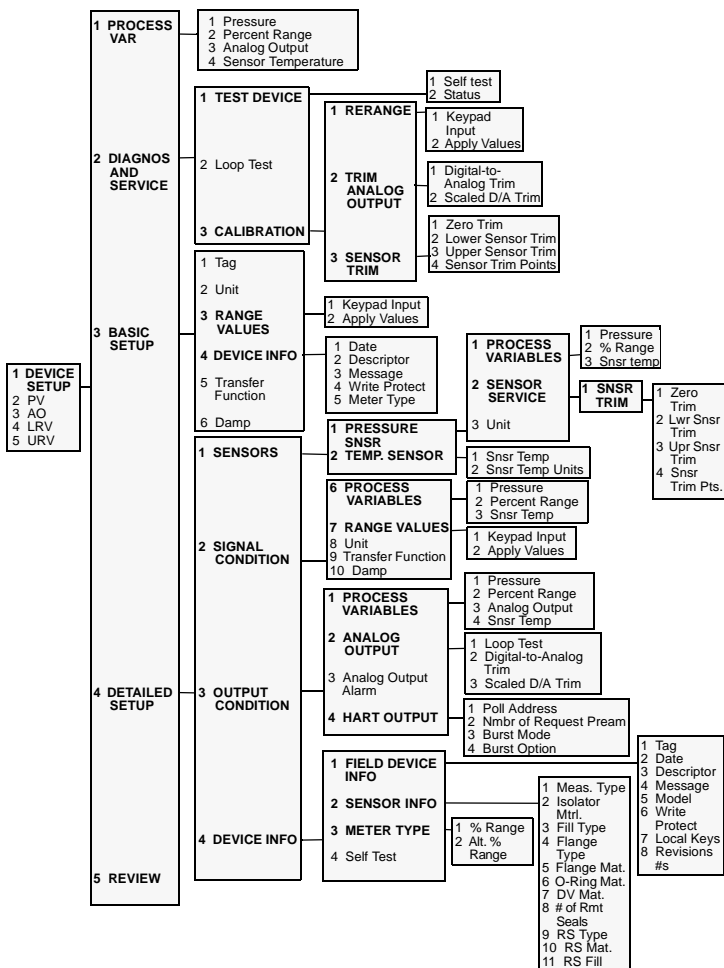 1 DEVICE
SETUP
2 PV
3 AO
4 LRV
5 URV
1 PROCESS
VAR
2 DIAGNOS
AND
SERVICE
3 BASIC
SETUP
4 DETAILED
SETUP
5 REVIEW
1 Pressure
2 Percent Range
3 Analog Output
4 Sensor Temperature
1 TEST DEVICE
2 Loop Test
3 CALIBRATION
1 Self test
2 Status
1 RERANGE
2 TRIM
ANALOG
OUTPUT
3 SENSOR
TRIM
1 Keypad
Input
2 Apply Values
1 Digital-to-
Analog Trim
2 Scaled D/A Trim
1 Zero Trim
2 Lower Sensor Trim
3 Upper Sensor Trim
4 Sensor Trim Points
1 Tag
2 Unit
3 RANGE
VALUES
4 DEVICE INFO
5 Transfer
Function
6 Damp
1 Keypad Input
2 Apply Values
1 Date
2 Descriptor
3 Message
4 Write Protect
5 Meter Type
1 SENSORS
2 SIGNAL
CONDITION
3 OUTPUT
CONDITION
4 DEVICE INFO
1 PRESSURE
SNSR
2 TEMP. SENSOR
1 PROCESS
VARIABLES
2 SENSOR
SERVICE
3 Unit
1 Pressure
2 % Range
3 Snsr temp
1 SNSR
TRIM
1 Zero
Trim
2 Lwr Snsr
Trim
3 Upr Snsr
Trim
4 Snsr
Trim Pts.
1 Snsr Temp
2 Snsr Temp Units
6 PROCESS
VARIABLES
7 RANGE VALUES
8 Unit
9 Transfer Function
10 Damp
1 Pressure
2 Percent Range
3 Snsr Temp
1 Keypad Input
2 Apply Values
1 PROCESS
VARIABLES
2 ANALOG
OUTPUT
3 Analog Output
Alarm
4 HART OUTPUT
1 Pressure
2 Percent Range
3 Analog Output
4 Snsr Temp
1 Loop Test
2 Digital-to-Analog
Trim
3 Scaled D/A Trim
1 Poll Address
2 Nmbr of Request Pream
3 Burst Mode
4 Burst Option
1 FIELD DEVICE
INFO
2 SENSOR INFO
3 METER TYPE
4 Self Test
1 % Range
2 Alt. %
Range
1 Meas. Type
2 Isolator
Mtrl.
3 Fill Type
4 Flange
Type
5 Flange Mat.
6 O-Ring Mat.
7 DV Mat.
8 # of Rmt
Seals
9 RS Type
10 RS Mat.
11 RS Fill
1 Tag
2 Date
3 Descriptor
4 Message
5 Model
6 Write
Protect
7 Local Keys
8 Revisions
#s